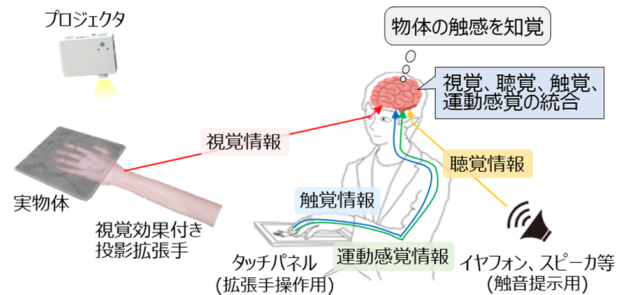 プロジェクタ
物体の触感を知覚
視覚、聴覚、触覚、
運動感覚の統合
視覚情報
聴覚情報
実物体
視覚効果付き
投影拡張手
触覚情報
運動感覚情報
タッチパネル
(拡張手操作用)
イヤフォン、スピーカ等
(触音提示用)